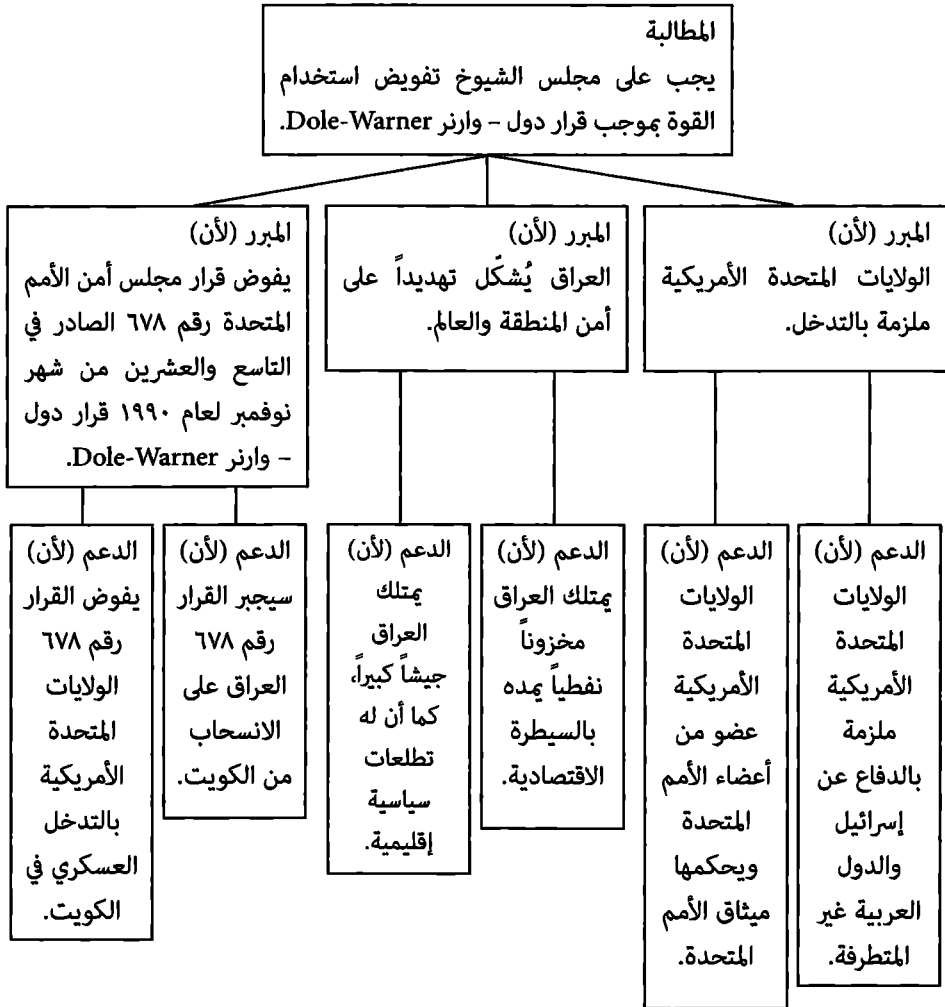 المطالبة
يجب على مجلس الشيوخ تفويض استخدام
القوة بموجب قرار دول – وارنر Dole-Warner.
المبرر (لأن)
الولايات المتحدة الأمريكية
ملزمة بالتدخل.
المبرر (لأن)
العراق يُشكّل تهديداً على
أمن المنطقة والعالم.
المبرر (لأن)
يفوض قرار مجلس أمن الأمم
المتحدة رقم ٦٧٨ الصادر في
التاسع والعشرين من شهر
نوفمبر لعام ١٩٩٠ قرار دول
– وارنر Dole-Warner.
الدعم (لأن)
الولايات
المتحدة
الأمريكية
ملزمة
بالدفاع عن
إسرائيل
والدول
العربية غير
المتطرفة.
الدعم (لأن)
الولايات
المتحدة
الأمريكية
عضو من
أعضاء الأمم
المتحدة
ويحكمها
ميثاق الأمم
المتحدة.
الدعم (لأن)
يمتلك العراق
مخزوناً
نفطياً يمده
بالسيطرة
الاقتصادية.
الدعم (لأن)
يمتلك
العراق
جيشاً كبيراً،
كما أن له
تطلعات
سياسية
إقليمية.
الدعم (لأن)
سيجبر القرار
رقم ٦٧٨
العراق على
الانسحاب
من الكويت.
الدعم (لأن)
يفوض القرار
رقم ٦٧٨
الولايات
المتحدة
الأمريكية
بالتدخل
العسكري في
الكويت.